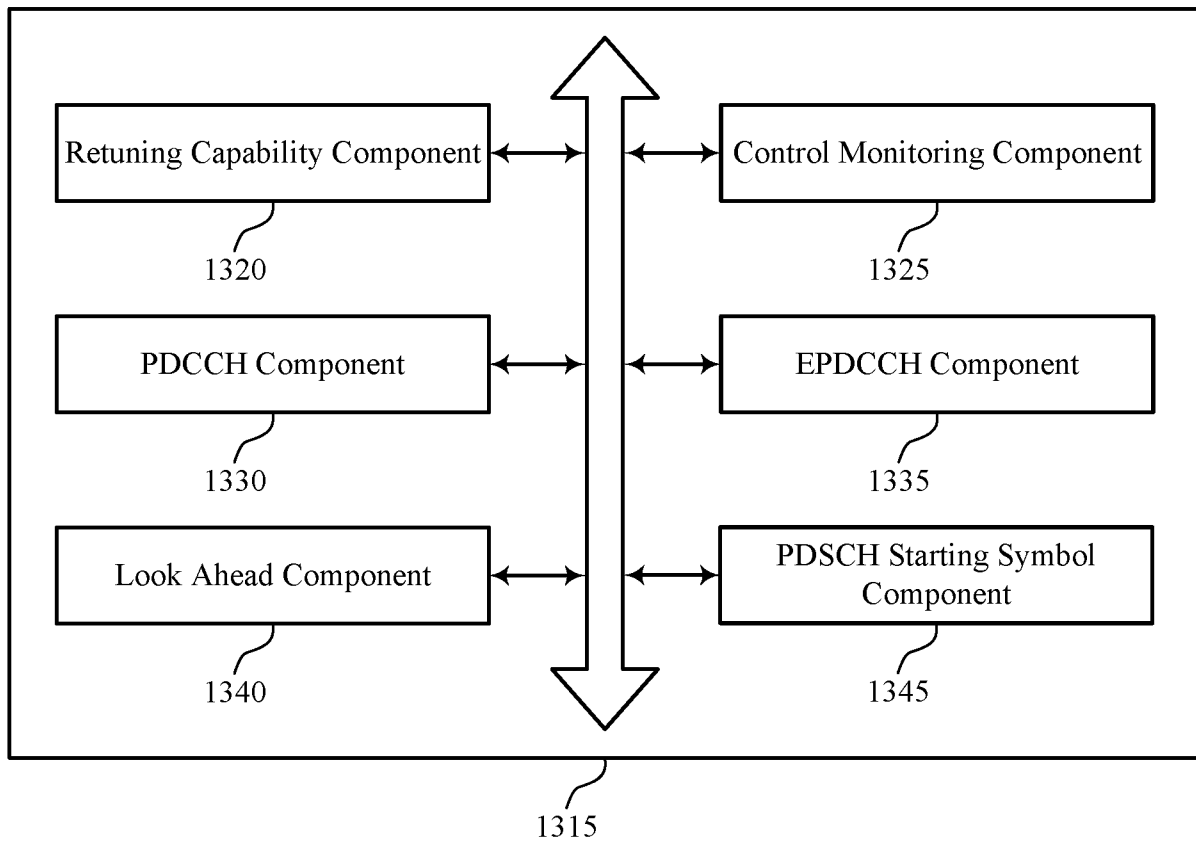 Retuning Capability Component
1320
Control Monitoring Component
1325
PDCCH Component
1330
EPDCCH Component
1335
Look Ahead Component
1340
PDSCH Starting Symbol
Component
1345
1315